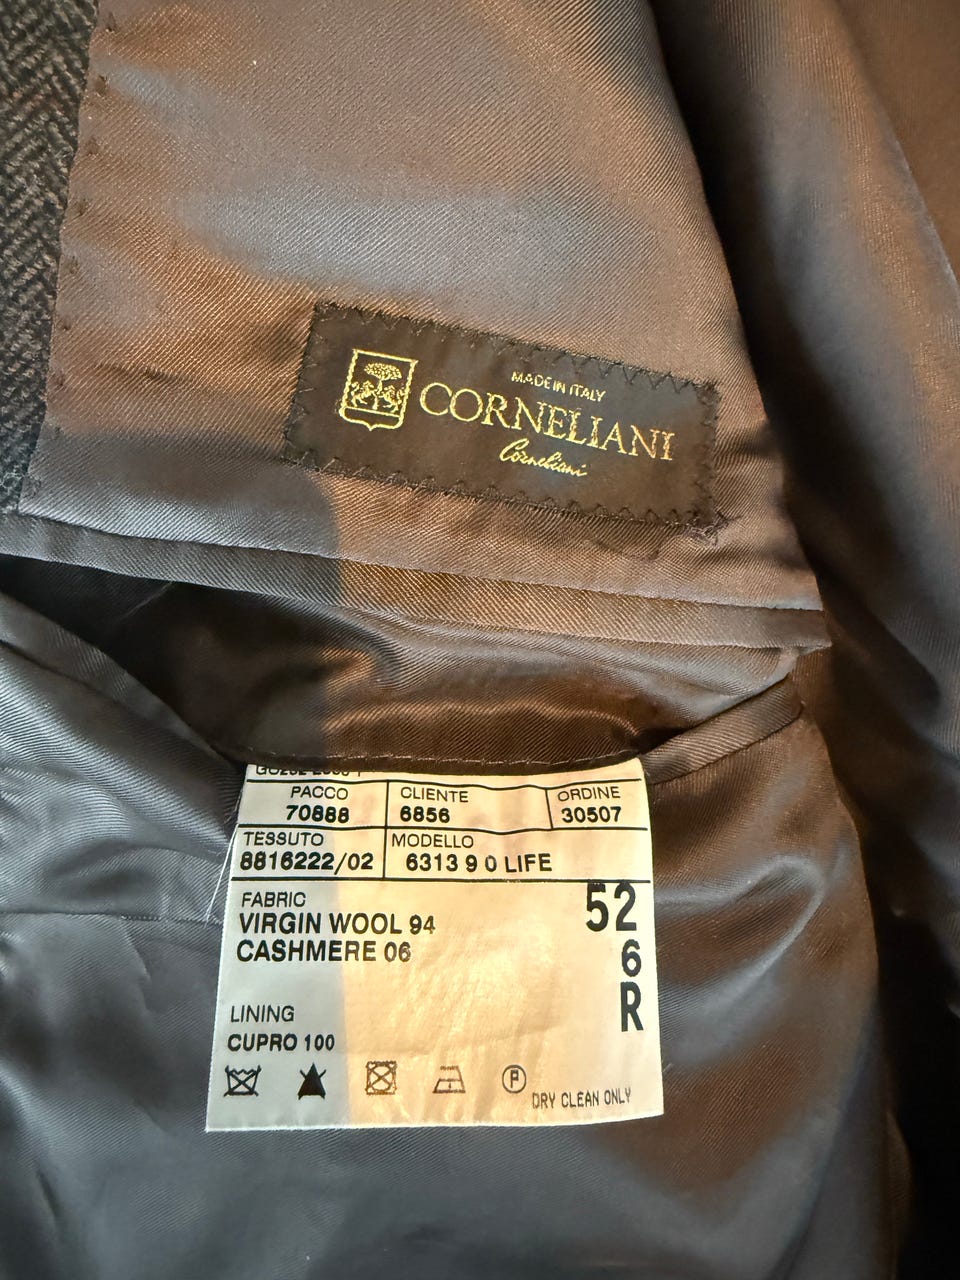 MADE IN ITALY
CORNELIANI
Corneliani
PACCO CLIENTE ORDINE
70888 6856 30507
TESSUTO MODELLO
8816222/02 6313 9 0 LIFE
FABRIC 52
VIRGIN WOOL 94
CASHMERE 06 6
R
LINING
CUPRO 100
P
DRY CLEAN ONLY